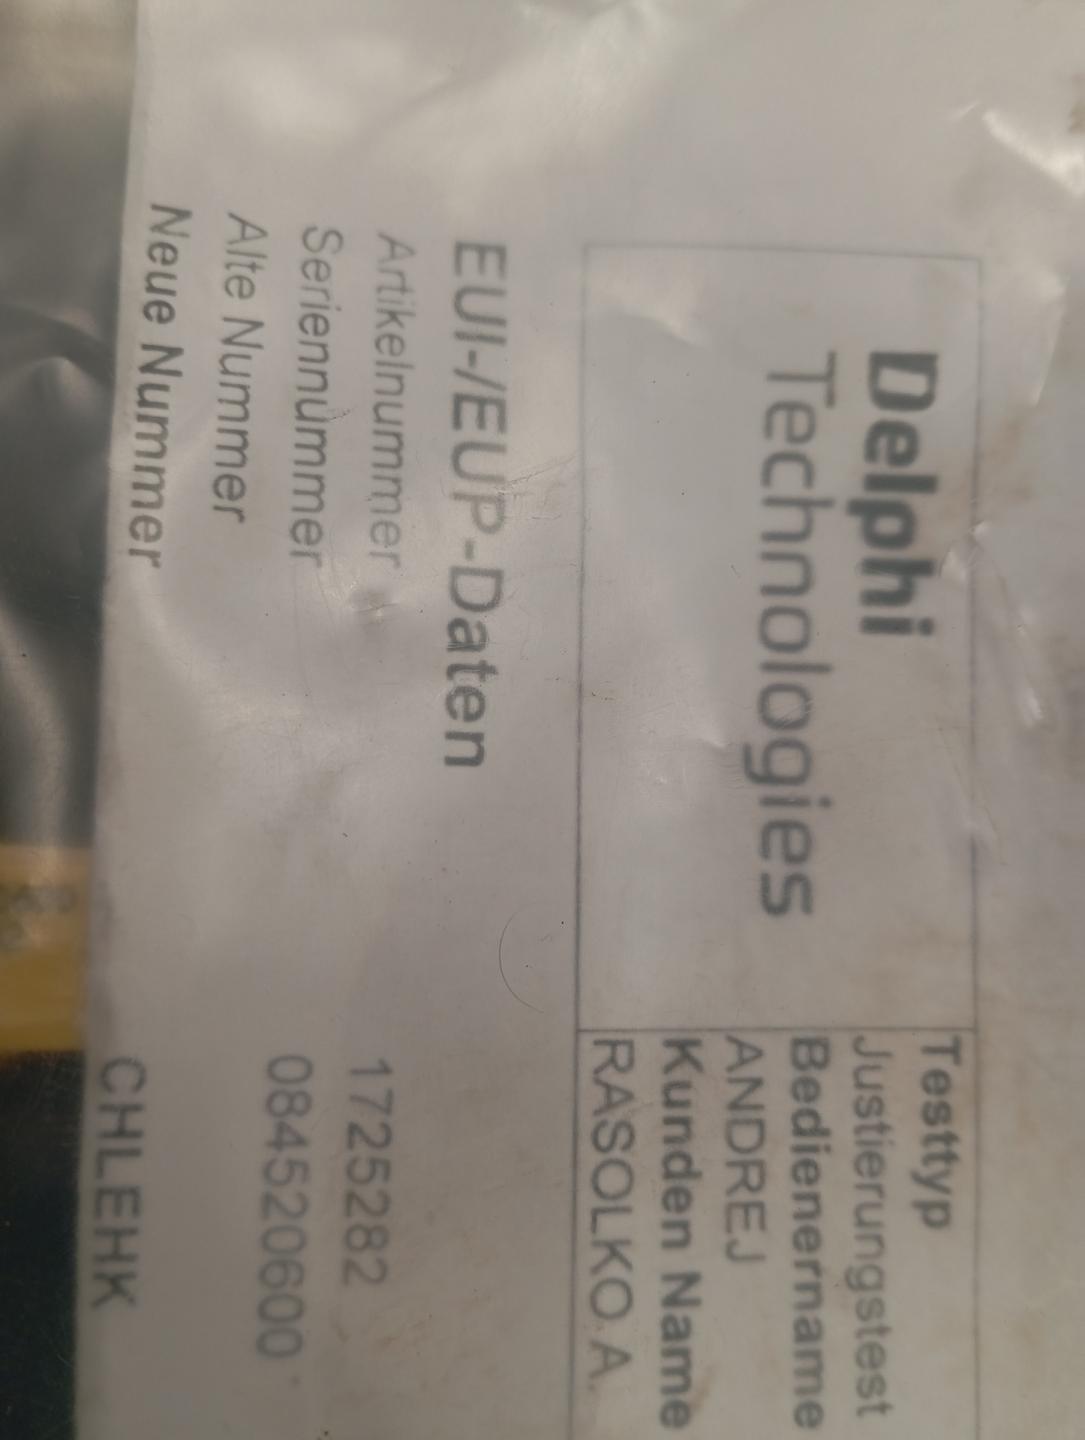 Delphi
Technologies
Testtyp
Justierungstest
Bedienername
ANDREJ
Kunden Name
RASOLKO A.
EUI-/EUP-Daten
Artikelnummer 1725282
Seriennummer 084520600
Alte Nummer
Neue Nummer CHLEHK